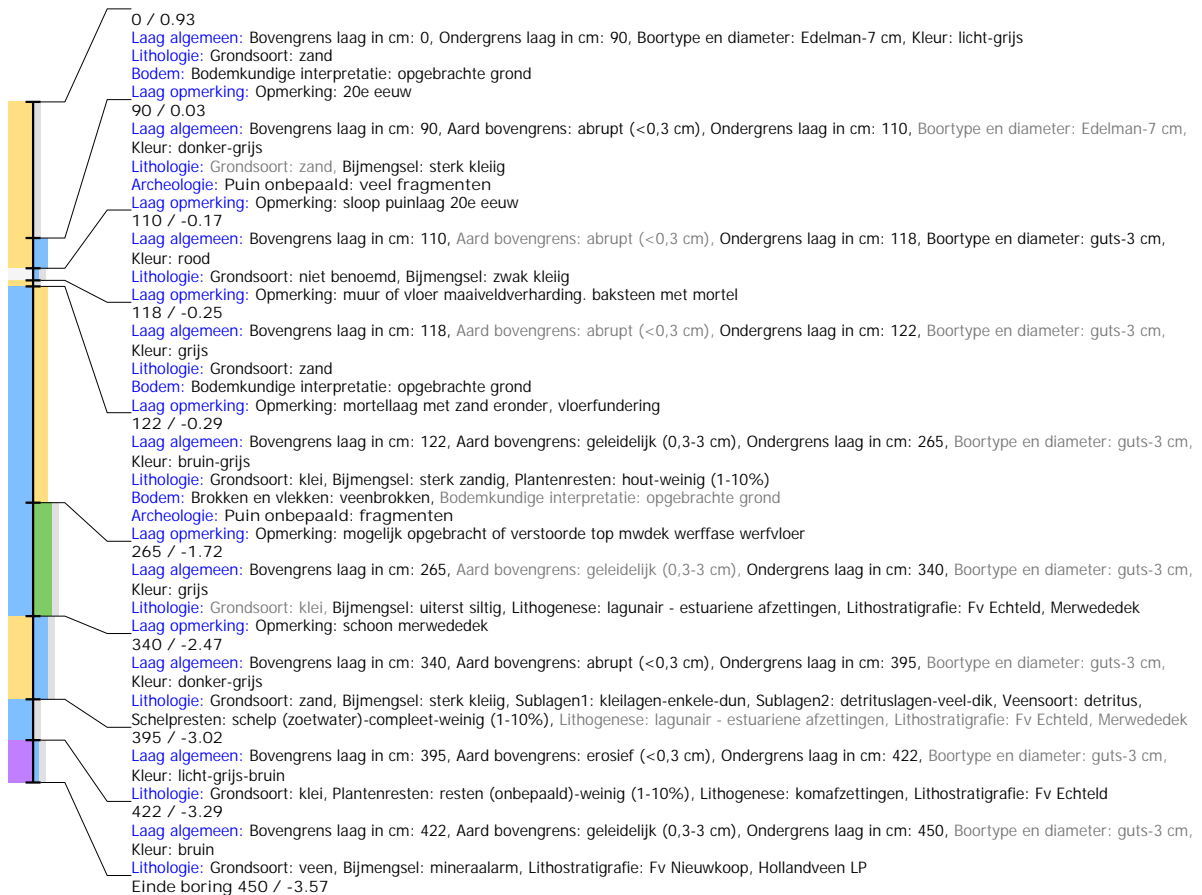 0 / 0.93
Laag algemeen: Bovengrens laag in cm: 0, Ondergrens laag in cm: 90, Boortype en diameter: Edelman-7 cm, Kleur: licht-grijs
Lithologie: Grondsoort: zand
Bodem: Bodemkundige interpretatie: opgebrachte grond
Laag opmerking: Opmerking: 20e eeuw
90 / 0.03
Laag algemeen: Bovengrens laag in cm: 90, Aard bovengrens: abrupt (<0,3 cm), Ondergrens laag in cm: 110, Boortype en diameter: Edelman-7 cm,
Kleur: donker-grijs
Lithologie: Grondsoort: zand, Bijmengsel: sterk kleiig
Archeologie: Puin onbepaald: veel fragmenten
Laag opmerking: Opmerking: sloop puinlaag 20e eeuw
110 / -0.17
Laag algemeen: Bovengrens laag in cm: 110, Aard bovengrens: abrupt (<0,3 cm), Ondergrens laag in cm: 118, Boortype en diameter: guts-3 cm,
Kleur: rood
Lithologie: Grondsoort: niet benoemd, Bijmengsel: zwak kleiig
Laag opmerking: Opmerking: muur of vloer maaiveldverharding. baksteen met mortel
118 / -0.25
Laag algemeen: Bovengrens laag in cm: 118, Aard bovengrens: abrupt (<0,3 cm), Ondergrens laag in cm: 122, Boortype en diameter: guts-3 cm,
Kleur: grijs
Lithologie: Grondsoort: zand
Bodem: Bodemkundige interpretatie: opgebrachte grond
Laag opmerking: Opmerking: mortellaag met zand eronder, vloerfundering
122 / -0.29
Laag algemeen: Bovengrens laag in cm: 122, Aard bovengrens: geleidelijk (0,3-3 cm), Ondergrens laag in cm: 265, Boortype en diameter: guts-3 cm,
Kleur: bruin-grijs
Lithologie: Grondsoort: klei, Bijmengsel: sterk zandig, Plantenresten: hout-weinig (1-10%)
Bodem: Brokken en vlekken: veenbrokken, Bodemkundige interpretatie: opgebrachte grond
Archeologie: Puin onbepaald: fragmenten
Laag opmerking: Opmerking: mogelijk opgebracht of verstoorde top mwdek werffase werfvloer
265 / -1.72
Laag algemeen: Bovengrens laag in cm: 265, Aard bovengrens: geleidelijk (0,3-3 cm), Ondergrens laag in cm: 340, Boortype en diameter: guts-3 cm,
Kleur: grijs
Lithologie: Grondsoort: klei, Bijmengsel: uiterst siltig, Lithogenese: lagunair - estuariene afzettingen, Lithostratigrafie: Fv Echteld, Merwededek
Laag opmerking: Opmerking: schoon merwededek
340 / -2.47
Laag algemeen: Bovengrens laag in cm: 340, Aard bovengrens: abrupt (<0,3 cm), Ondergrens laag in cm: 395, Boortype en diameter: guts-3 cm,
Kleur: donker-grijs
Lithologie: Grondsoort: zand, Bijmengsel: sterk kleiig, Sublagen1: kleilagen-enkele-dun, Sublagen2: detrituslagen-veel-dik, Veensoort: detritus,
Schelpresten: schelp (zoetwater)-compleet-weinig (1-10%), Lithogenese: lagunair - estuariene afzettingen, Lithostratigrafie: Fv Echteld, Merwededek
395 / -3.02
Laag algemeen: Bovengrens laag in cm: 395, Aard bovengrens: erosief (<0,3 cm), Ondergrens laag in cm: 422, Boortype en diameter: guts-3 cm,
Kleur: licht-grijs-bruin
Lithologie: Grondsoort: klei, Plantenresten: resten (onbepaald)-weinig (1-10%), Lithogenese: komafzettingen, Lithostratigrafie: Fv Echteld
422 / -3.29
Laag algemeen: Bovengrens laag in cm: 422, Aard bovengrens: geleidelijk (0,3-3 cm), Ondergrens laag in cm: 450, Boortype en diameter: guts-3 cm,
Kleur: bruin
Lithologie: Grondsoort: veen, Bijmengsel: mineraalarm, Lithostratigrafie: Fv Nieuwkoop, Hollandveen LP
Einde boring 450 / -3.57